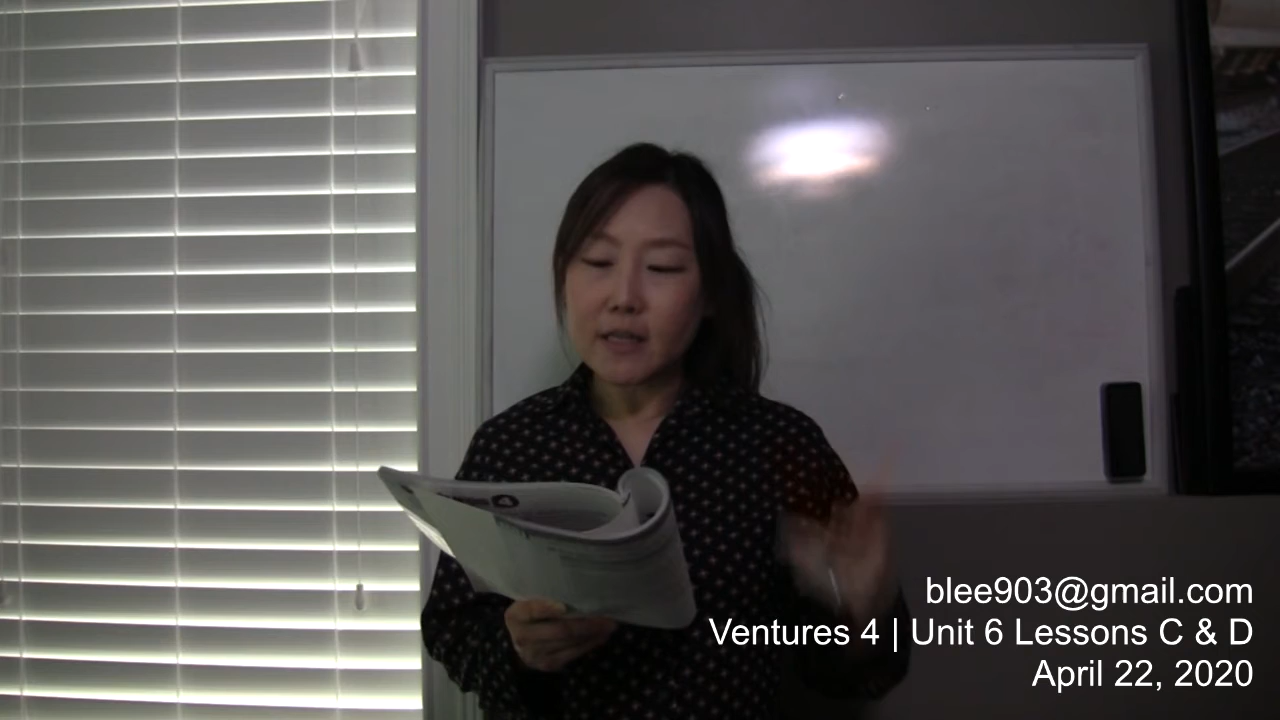 blee903@gmail.com
Ventures 4 | Unit 6 Lessons C & D
April 22, 2020